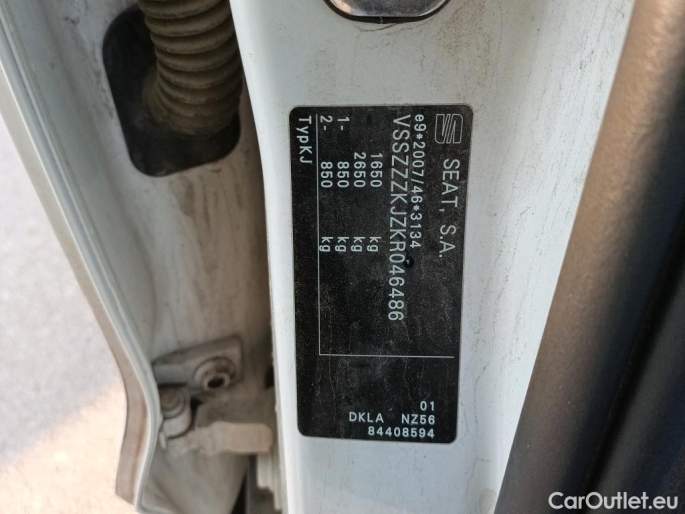 SEAT, S.A.
e9*2007/46*3134
VSSZZZKJZKR046486
1650 kg
2650 kg
1- 850 kg
2- 850 kg
TypKJ
01
DKLA NZ56
84408594
CarOutlet.eu